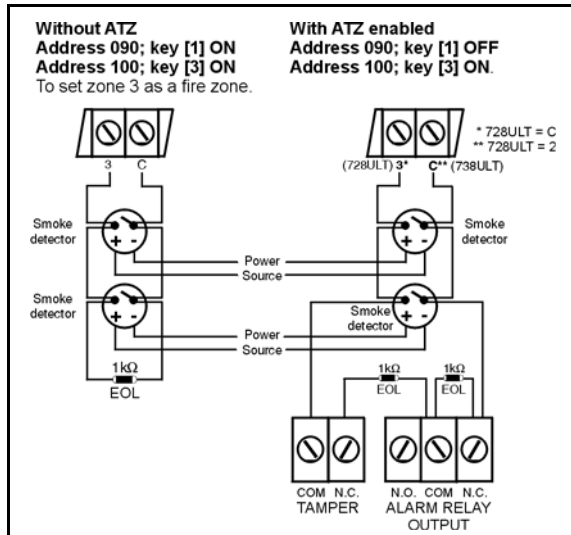 Without ATZ
Address 090; key [1] ON
Address 100; key [3] ON
To set zone 3 as a fire zone.
With ATZ enabled
Address 090; key [1] OFF
Address 100; key [3] ON.
* 728ULT = C
** 728ULT = 2
3 C
(728ULT) 3* C** (738ULT)
Smoke
detector
+ -
Smoke
detector
+ -
1kΩ
EOL
Power
Source
Power
Source
+ -
Smoke
detector
Smoke
detector
+ -
1kΩ
EOL
1kΩ
EOL
COM N.C.
TAMPER
N.O. COM N.C.
ALARM RELAY
OUTPUT